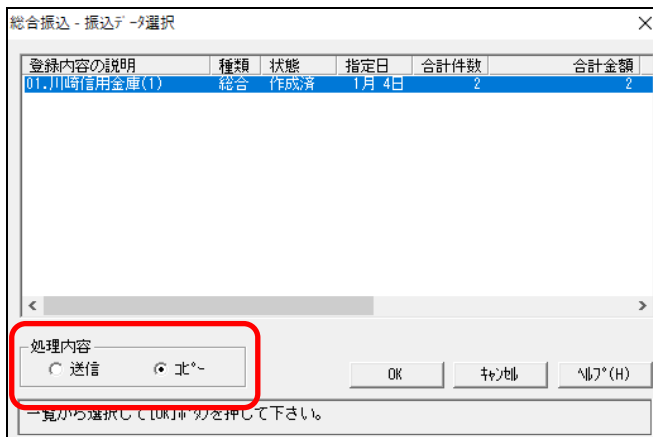 総合振込 - 振込ﾃﾞｰﾀ選択
登録内容の説明 種類 状態 指定日 合計件数 合計金額
01.川崎信用金庫(1) 総合 作成済 1月 4日 2 2
処理内容
送信 ｺﾋﾟｰ
OK ｷｬﾝｾﾙ ﾍﾙﾌﾟ(H)
一覧から選択して[OK]ﾎﾞﾀﾝを押して下さい。